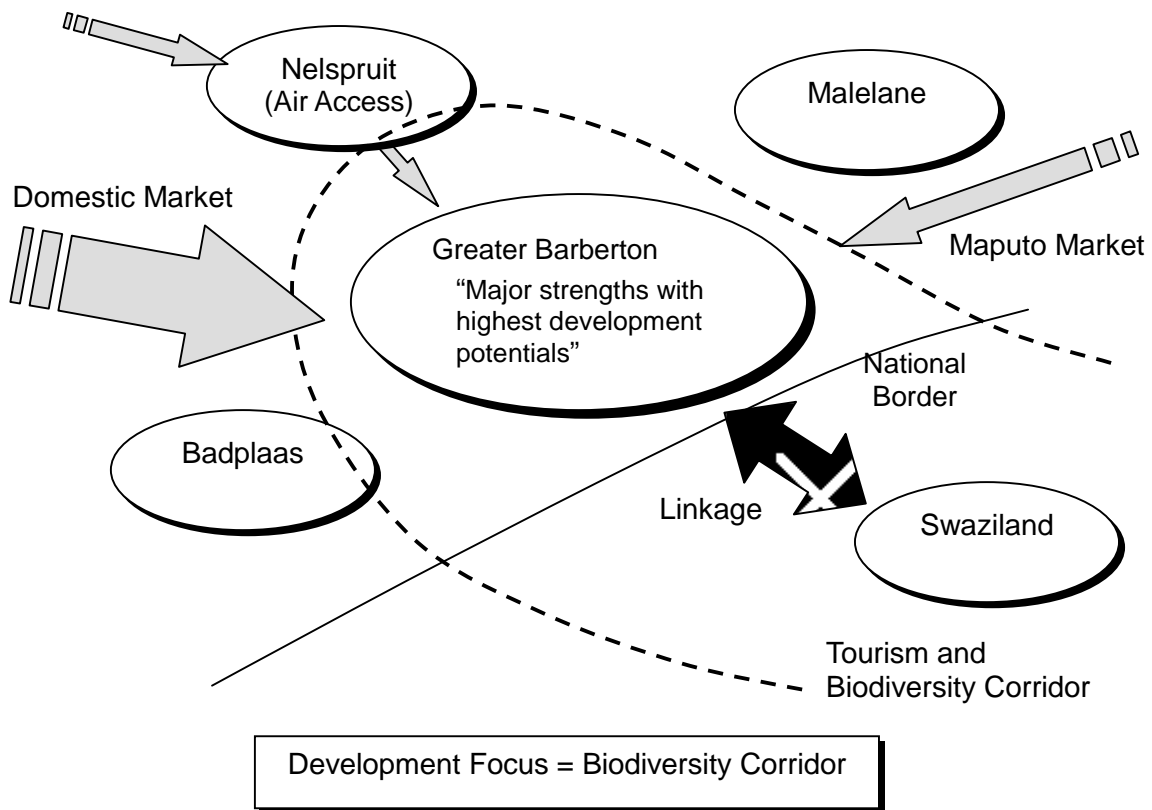 Nelspruit
(Air Access)
Malelane
Domestic Market
Greater Barberton
“Major strengths with
highest development
potentials”
Maputo Market
National
Border
Badplaas
Linkage
Swaziland
Tourism and
Biodiversity Corridor
Development Focus = Biodiversity Corridor